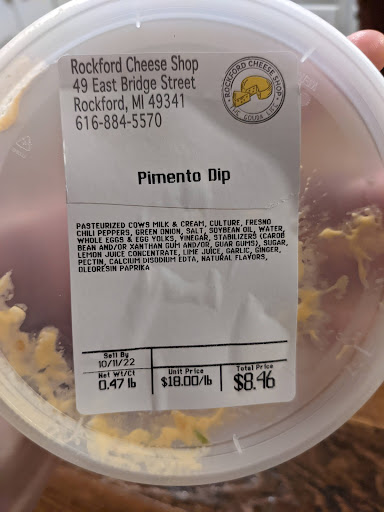 Rockford Cheese Shop
49 East Bridge Street
Rockford, MI 49341
616-884-5570
ROCKFORD CHEESE SHOP
Pimento Dip
PASTEURIZED COWS MILK & CREAM, CULTURE, FRESNO
CHILI PEPPERS, GREEN ONION, SALT, SOYBEAN OIL, WATER,
WHOLE EGGS & EGG YOLKS, VINEGAR, STABILIZERS (CAROB
BEAN AND/OR XANTHAN GUM AND/OR, GUAR GUMS), SUGAR,
LEMON JUICE CONCENTRATE, LIME JUICE, GARLIC, GINGER,
PECTIN, CALCIUM DISODIUM EDTA, NATURAL FLAVORS,
OLEORESIN PAPRIKA
Sell By
10/11/22
Net Wt/Ct
0.47 lb
Unit Price
$18.00/lb
Total Price
$8.46